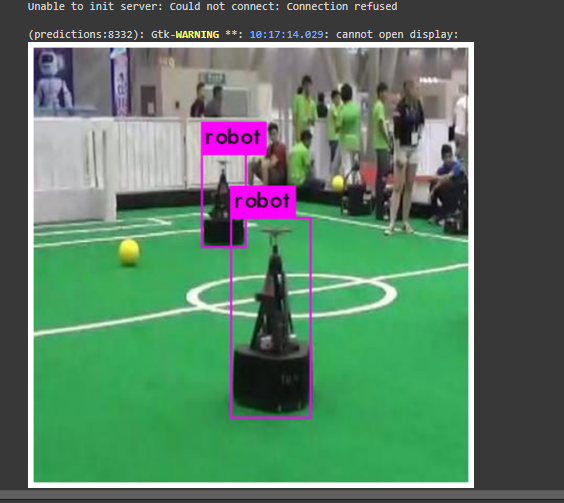 Unable to init server: Could not connect: Connection refused
(predictions:8332): Gtk-WARNING **: 10:17:14.029: cannot open display:
robot
robot